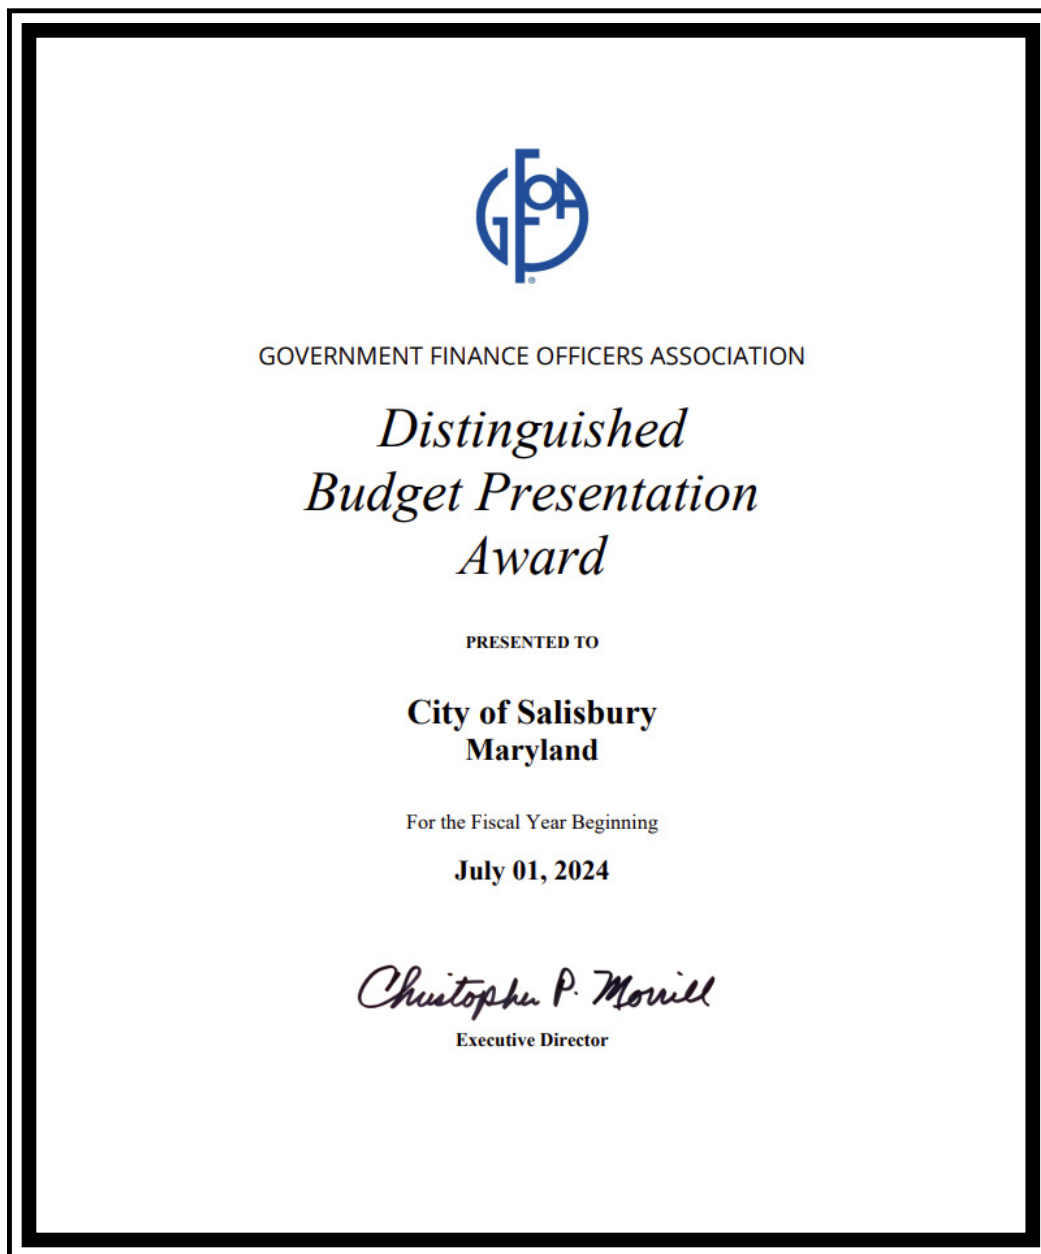 GFOA
®
GOVERNMENT FINANCE OFFICERS ASSOCIATION
Distinguished
Budget Presentation
Award
PRESENTED TO
City of Salisbury
Maryland
For the Fiscal Year Beginning
July 01, 2024
Christopher P. Morrill
Executive Director